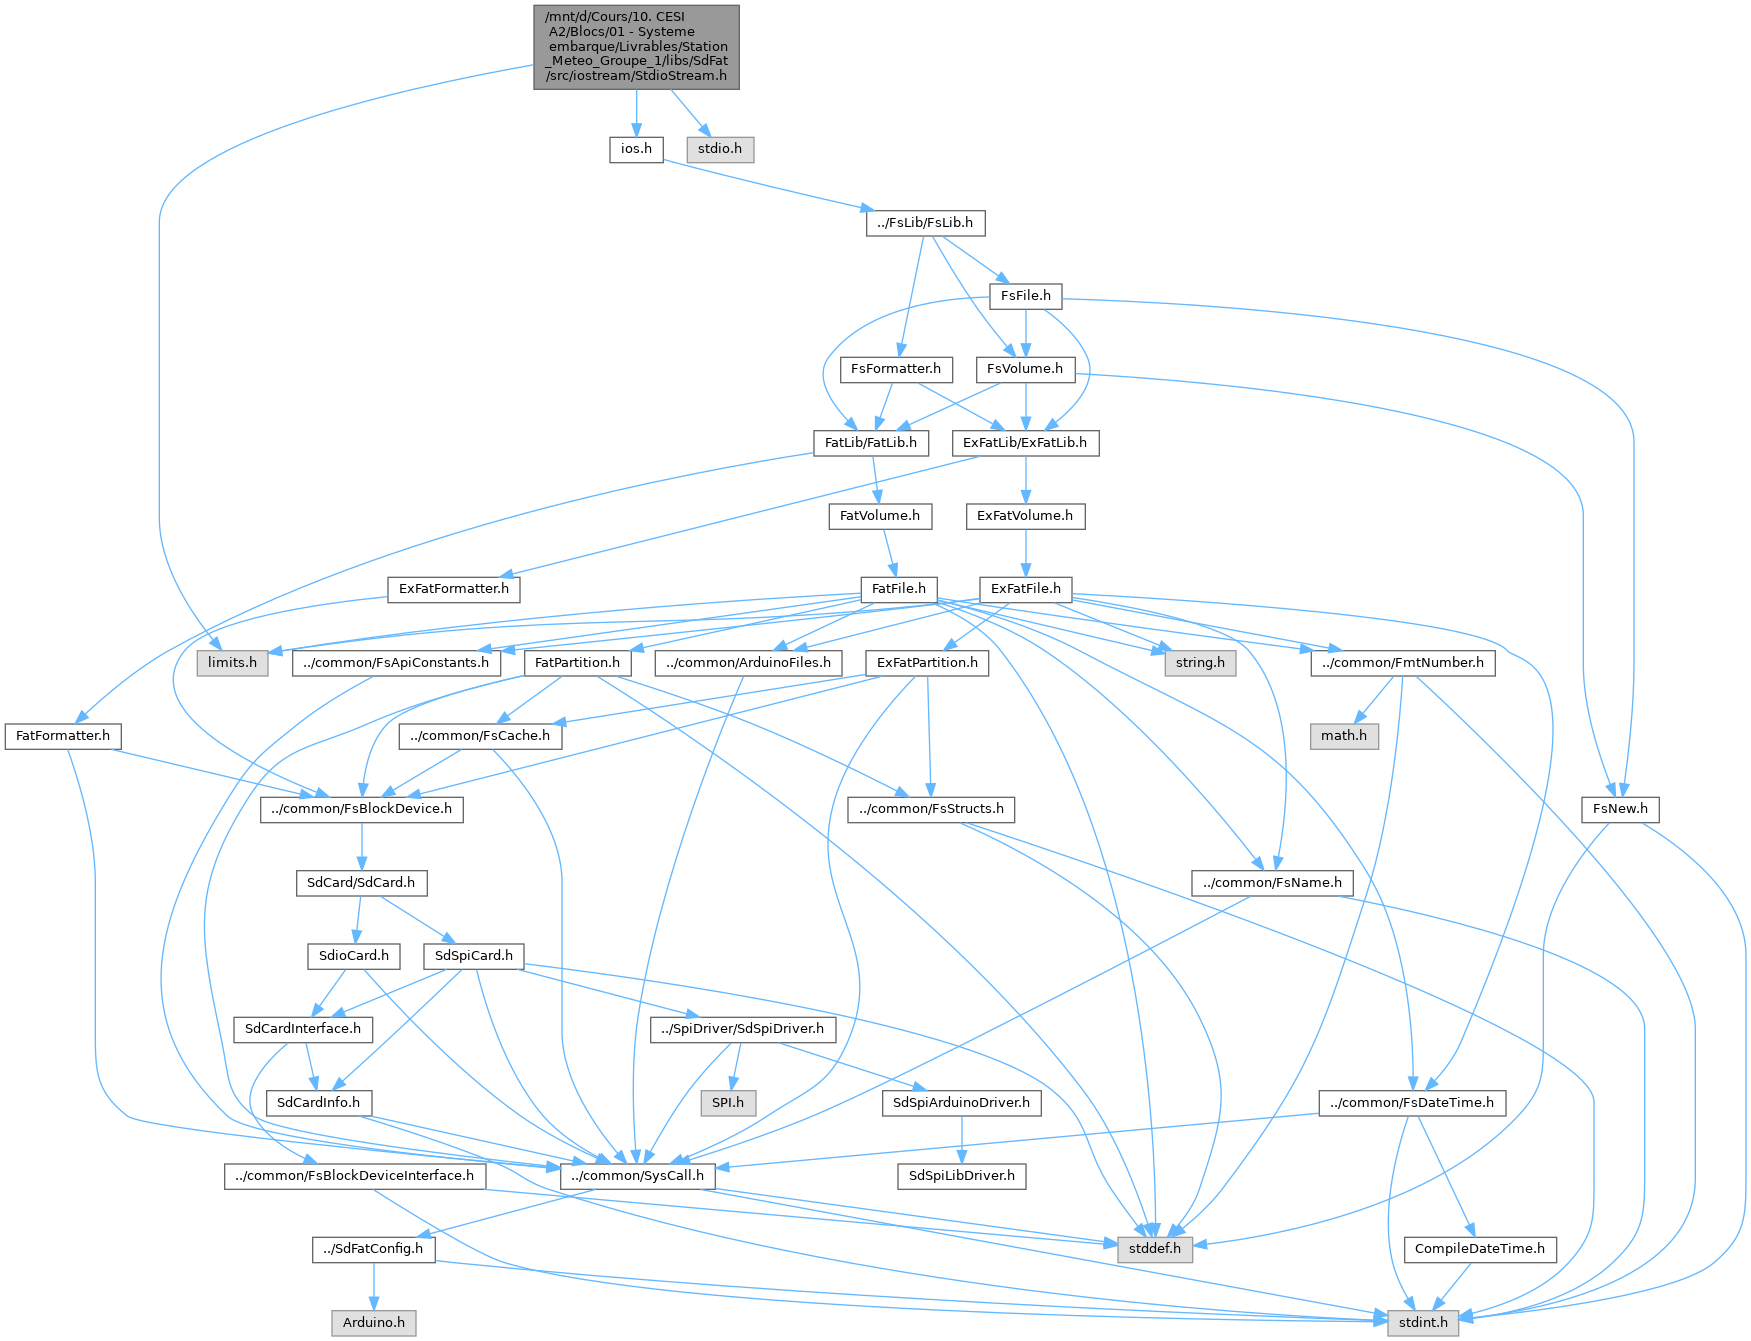 /mnt/d/Cours/10. CESI
A2/Blocs/01 - Systeme
embarque/Livrables/Station
_Meteo_Groupe_1/libs/SdFat
/src/iostream/StdioStream.h
ios.h
stdio.h
../FsLib/FsLib.h
FsFile.h
FsFormatter.h
FsVolume.h
FatLib/FatLib.h
ExFatLib/ExFatLib.h
FatVolume.h
ExFatVolume.h
ExFatFormatter.h
FatFile.h
ExFatFile.h
limits.h
../common/FsApiConstants.h
FatPartition.h
../common/ArduinoFiles.h
ExFatPartition.h
string.h
../common/FmtNumber.h
FatFormatter.h
../common/FsCache.h
math.h
../common/FsBlockDevice.h
../common/FsStructs.h
FsNew.h
SdCard/SdCard.h
../common/FsName.h
SdioCard.h
SdSpiCard.h
SdCardInterface.h
../SpiDriver/SdSpiDriver.h
SdCardInfo.h
SPI.h
SdSpiArduinoDriver.h
../common/FsDateTime.h
../common/FsBlockDeviceInterface.h
../common/SysCall.h
SdSpiLibDriver.h
../SdFatConfig.h
stddef.h
CompileDateTime.h
Arduino.h
stdint.h